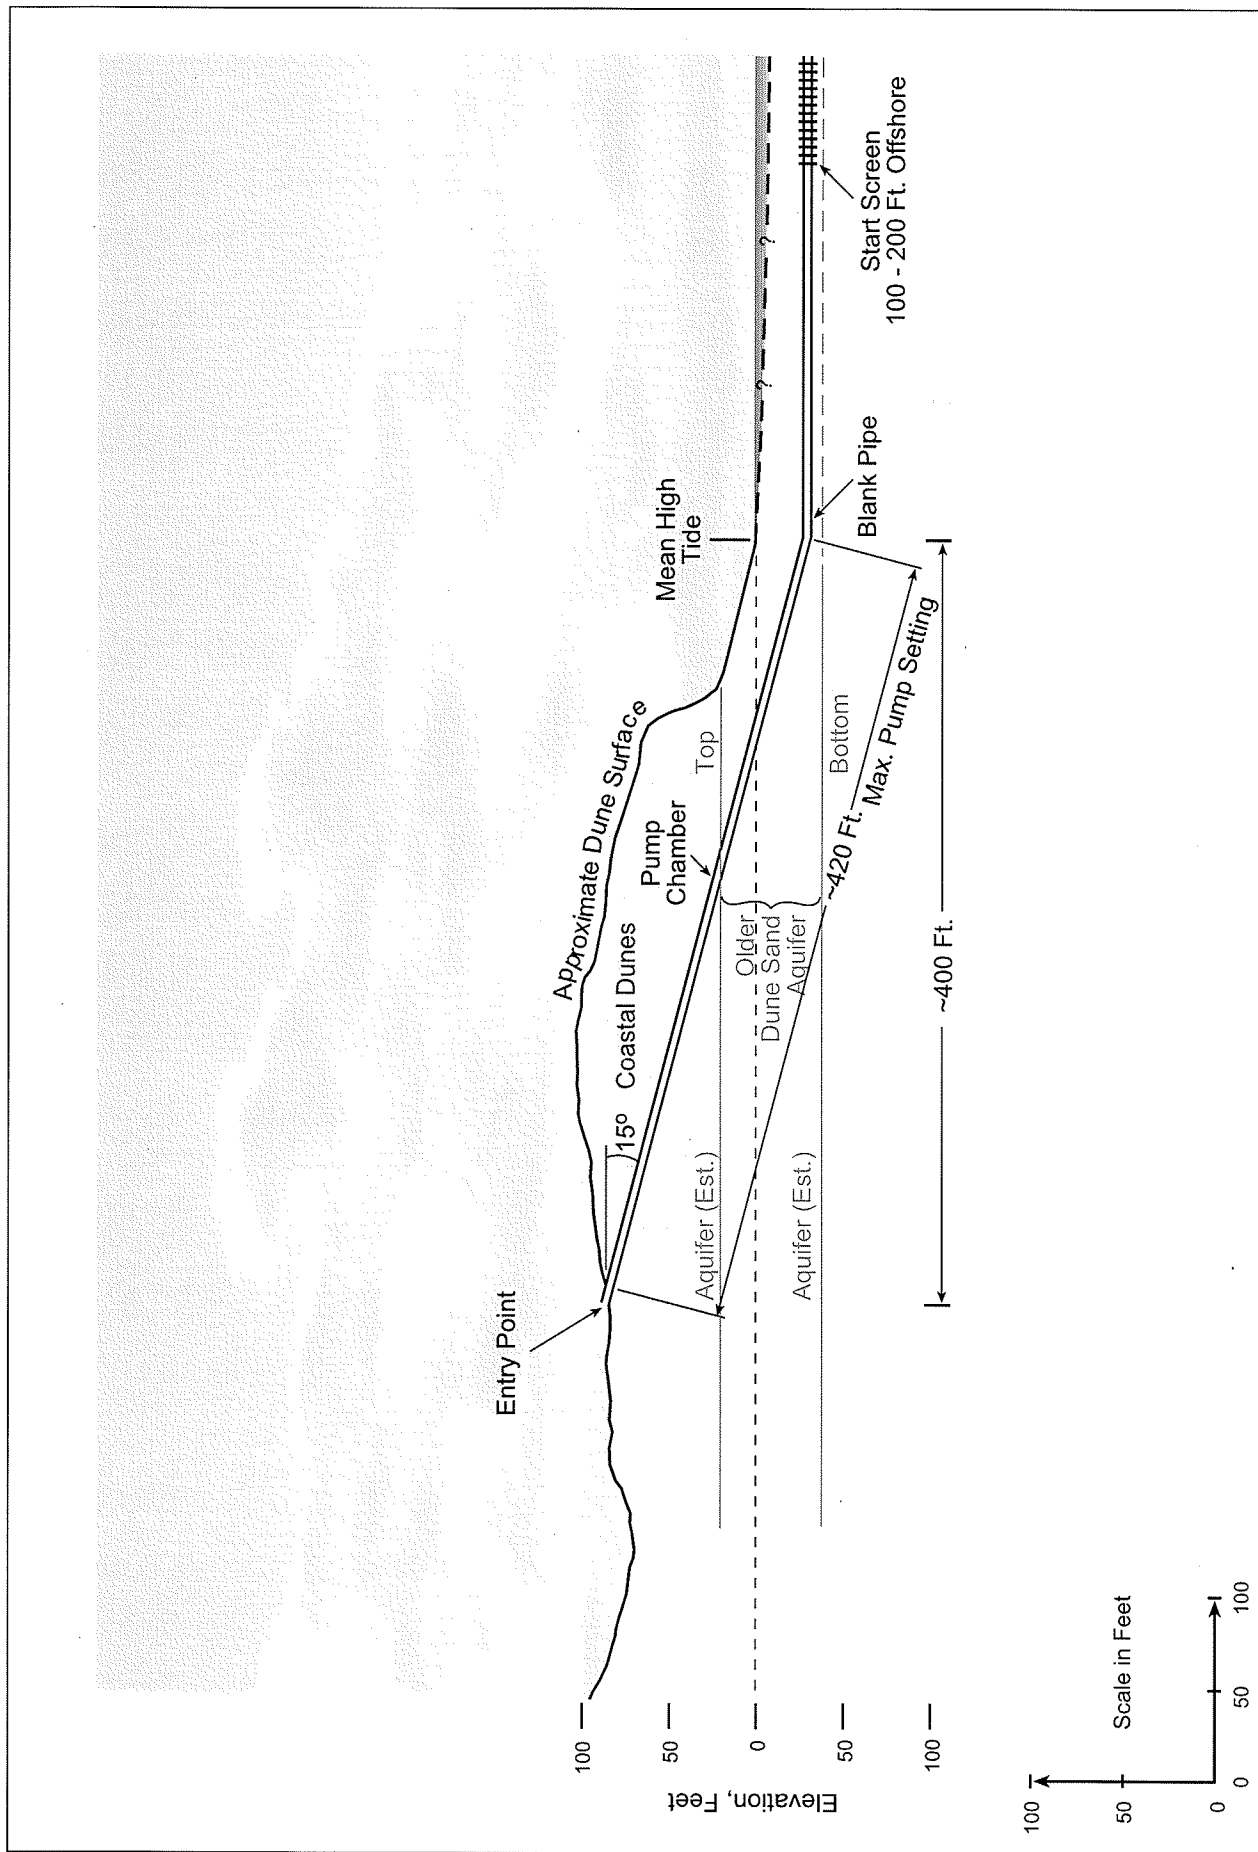 Entry Point
Approximate Dune Surface
Mean High
Tide
15°
Coastal Dunes
Pump
Chamber
Aquifer (Est.)
Top
Older
Dune Sand
Aquifer
Aquifer (Est.)
Bottom
?
?
Blank Pipe
Start Screen
100 - 200 Ft. Offshore
~420 Ft.
Max. Pump Setting
~400 Ft.
Elevation, Feet
100
50
0
50
100
Scale in Feet
100
50
0
0
50
100